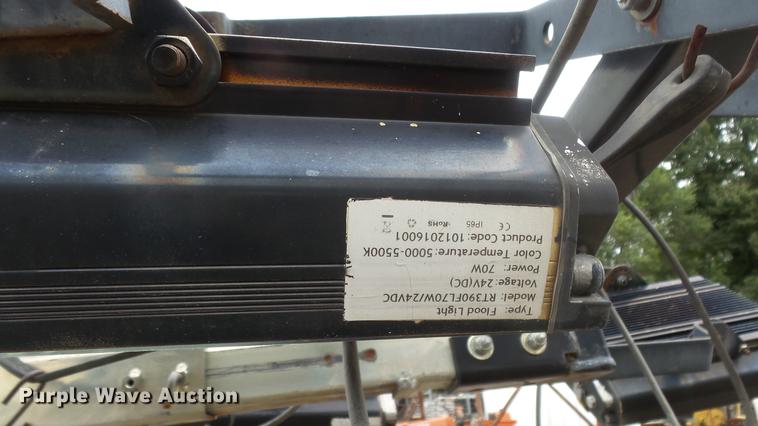 Type: Flood Light
Model: RT390FL70W/24VDC
Voltage: 24V(DC)
Power: 70W
Color Temperature: 5000-5500K
Product Code: 1012016001
CE IP65 RoHS
Purple Wave Auction